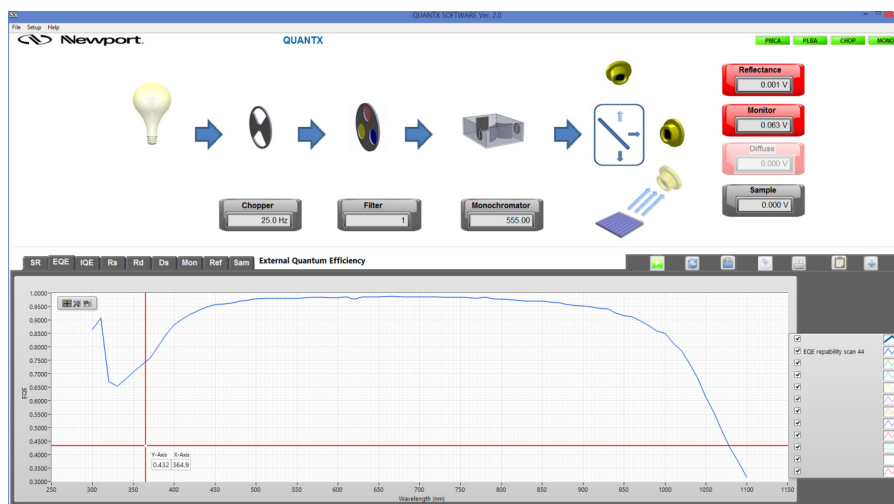 QUANTX SOFTWARE Ver. 2.0
File Setup Help
Newport.
QUANTX
PMCA PLBA CHOP MONO
Reflectance
0.001 V
Monitor
0.063 V
Diffuse
0.000 V
Sample
0.000 V
Chopper
25.0 Hz
Filter
1
Monochromator
555.00
SR EQE IQE Rs Rd Ds Mon Ref Sam External Quantum Efficiency
1.0000
0.9500
0.9000
0.8500
0.8000
0.7500
0.7000
0.6500
0.6000
0.5500
0.5000
0.4500
0.4000
0.3500
0.3000
EQE
Y-Axis X-Axis
0.432 364.9
250 300 350 400 450 500 550 600 650 700 750 800 850 900 950 1000 1050 1100 1150
Wavelength (nm)
EQE repability scan 44